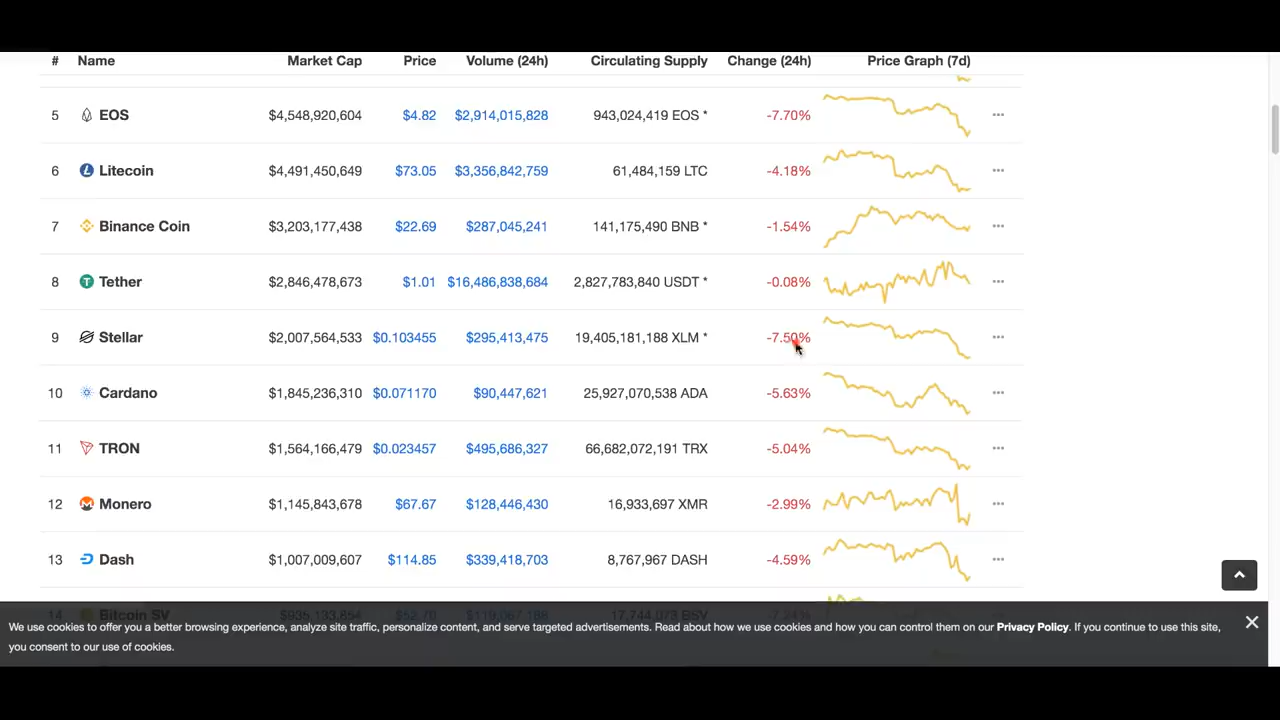 # Name Market Cap Price Volume (24h) Circulating Supply Change (24h) Price Graph (7d)
5 EOS $4,548,920,604 $4.82 $2,914,015,828 943,024,419 EOS * -7.70%
6 Litecoin $4,491,450,649 $73.05 $3,356,842,759 61,484,159 LTC -4.18%
7 Binance Coin $3,203,177,438 $22.69 $287,045,241 141,175,490 BNB * -1.54%
8 Tether $2,846,478,673 $1.01 $16,486,838,684 2,827,783,840 USDT * -0.08%
9 Stellar $2,007,564,533 $0.103455 $295,413,475 19,405,181,188 XLM * -7.50%
10 Cardano $1,845,236,310 $0.071170 $90,447,621 25,927,070,538 ADA -5.63%
11 TRON $1,564,166,479 $0.023457 $495,686,327 66,682,072,191 TRX -5.04%
12 Monero $1,145,843,678 $67.67 $128,446,430 16,933,697 XMR -2.99%
13 Dash $1,007,009,607 $114.85 $339,418,703 8,767,967 DASH -4.59%
14 Bitcoin SV
We use cookies to offer you a better browsing experience, analyze site traffic, personalize content, and serve targeted advertisements. Read about how we use cookies and how you can control them on our Privacy Policy. If you continue to use this site,
you consent to our use of cookies.